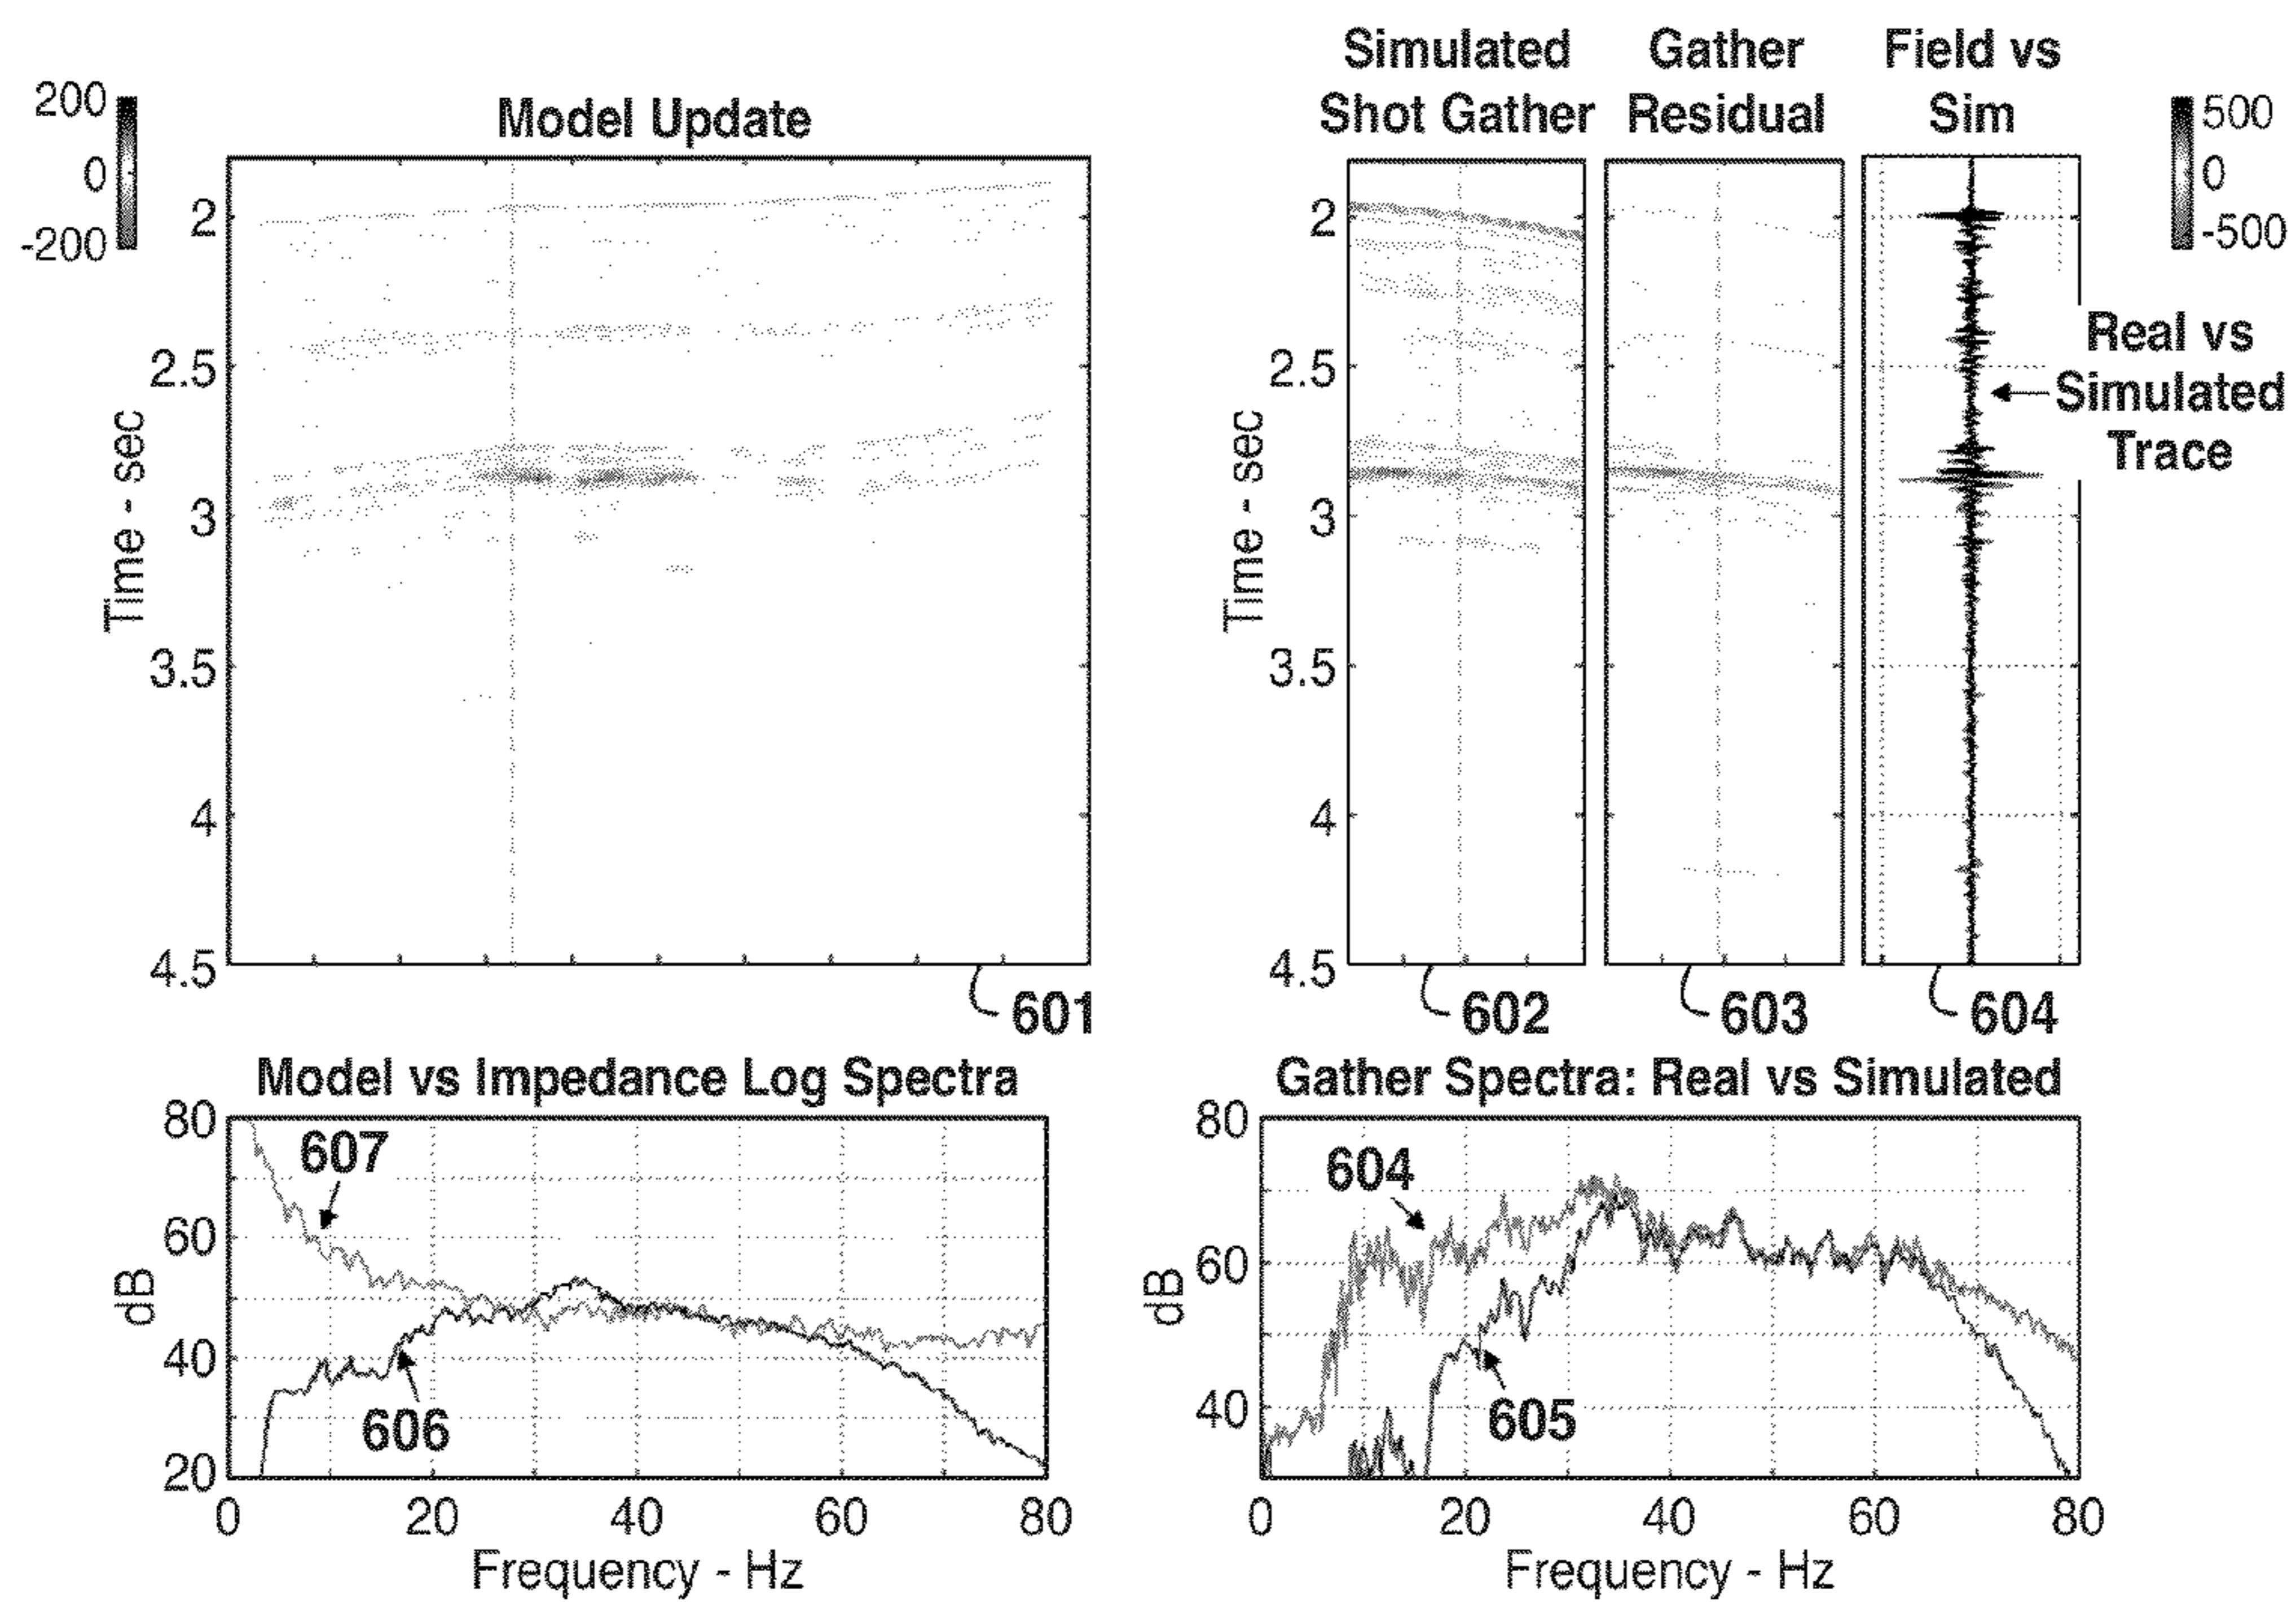 Model Update
200
0
-200
2
2.5
3
3.5
4
4.5
Time - sec
601
Simulated
Shot Gather
Gather
Residual
Field vs
Sim
500
0
-500
2
2.5
3
3.5
4
4.5
Time - sec
Real vs
Simulated
Trace
602
603
604
Model vs Impedance Log Spectra
80
60
40
20
dB
607
606
0 20 40 60 80
Frequency - Hz
Gather Spectra: Real vs Simulated
80
60
40
dB
604
605
0 20 40 60 80
Frequency - Hz